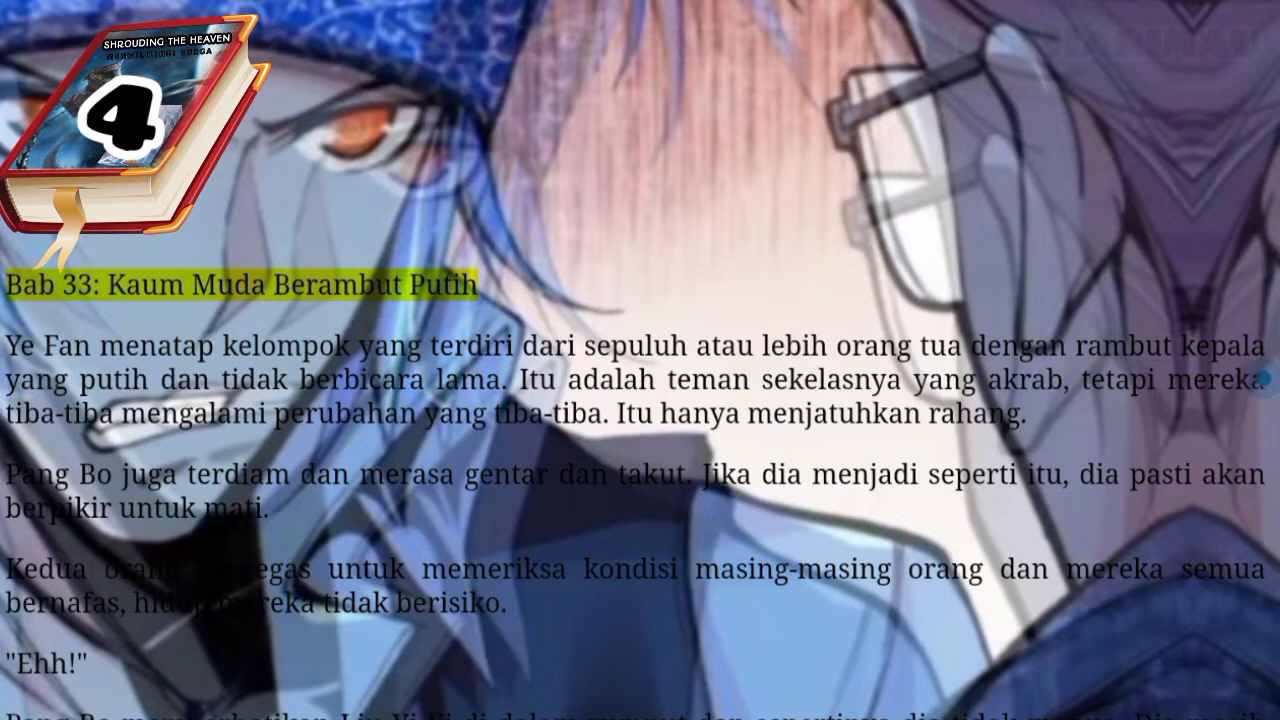 SHROUDING THE HEAVEN
4
Bab 33: Kaum Muda Berambut Putih
Ye Fan menatap kelompok yang terdiri dari sepuluh atau lebih orang tua dengan rambut kepala
yang putih dan tidak berbicara lama. Itu adalah teman sekelasnya yang akrab, tetapi mereka
tiba-tiba mengalami perubahan yang tiba-tiba. Itu hanya menjatuhkan rahang.
Pang Bo juga terdiam dan merasa gentar dan takut. Jika dia menjadi seperti itu, dia pasti akan
berpikir untuk mati.
Kedua orang bergegas untuk memeriksa kondisi masing-masing orang dan mereka semua
bernafas, hidup mereka tidak berisiko.
"Ehh!"